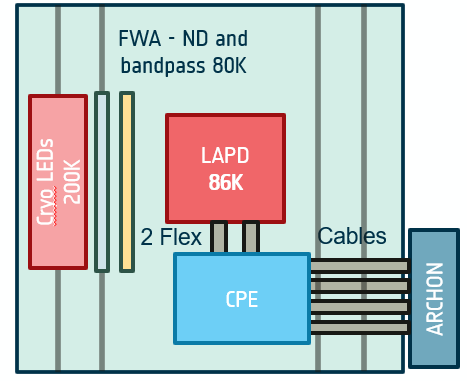 FWA - ND and
bandpass 80K
Cryo LEDs
200K
LAPD
86K
2 Flex
Cables
CPE
ARCHON